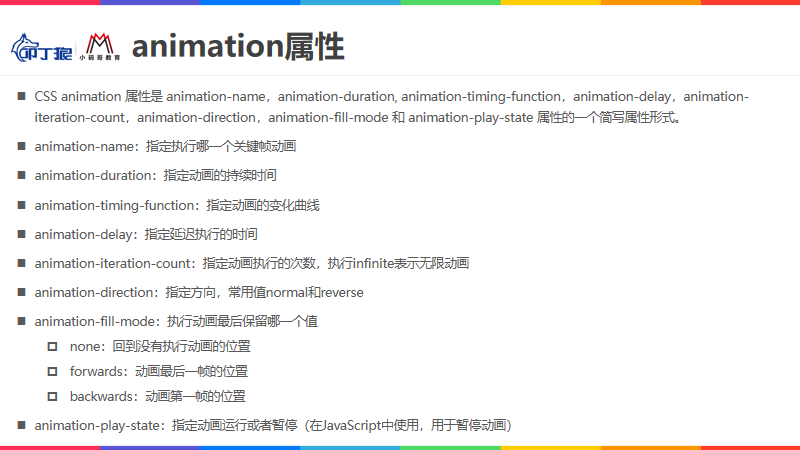 叩丁狼
小码哥教育
animation属性
CSS animation 属性是 animation-name，animation-duration, animation-timing-function，animation-delay，animation-
iteration-count，animation-direction，animation-fill-mode 和 animation-play-state 属性的一个简写属性形式。
animation-name：指定执行哪一个关键帧动画
animation-duration：指定动画的持续时间
animation-timing-function：指定动画的变化曲线
animation-delay：指定延迟执行的时间
animation-iteration-count：指定动画执行的次数，执行infinite表示无限动画
animation-direction：指定方向，常用值normal和reverse
animation-fill-mode：执行动画最后保留哪一个值
none：回到没有执行动画的位置
forwards：动画最后一帧的位置
backwards：动画第一帧的位置
animation-play-state：指定动画运行或者暂停（在JavaScript中使用，用于暂停动画）